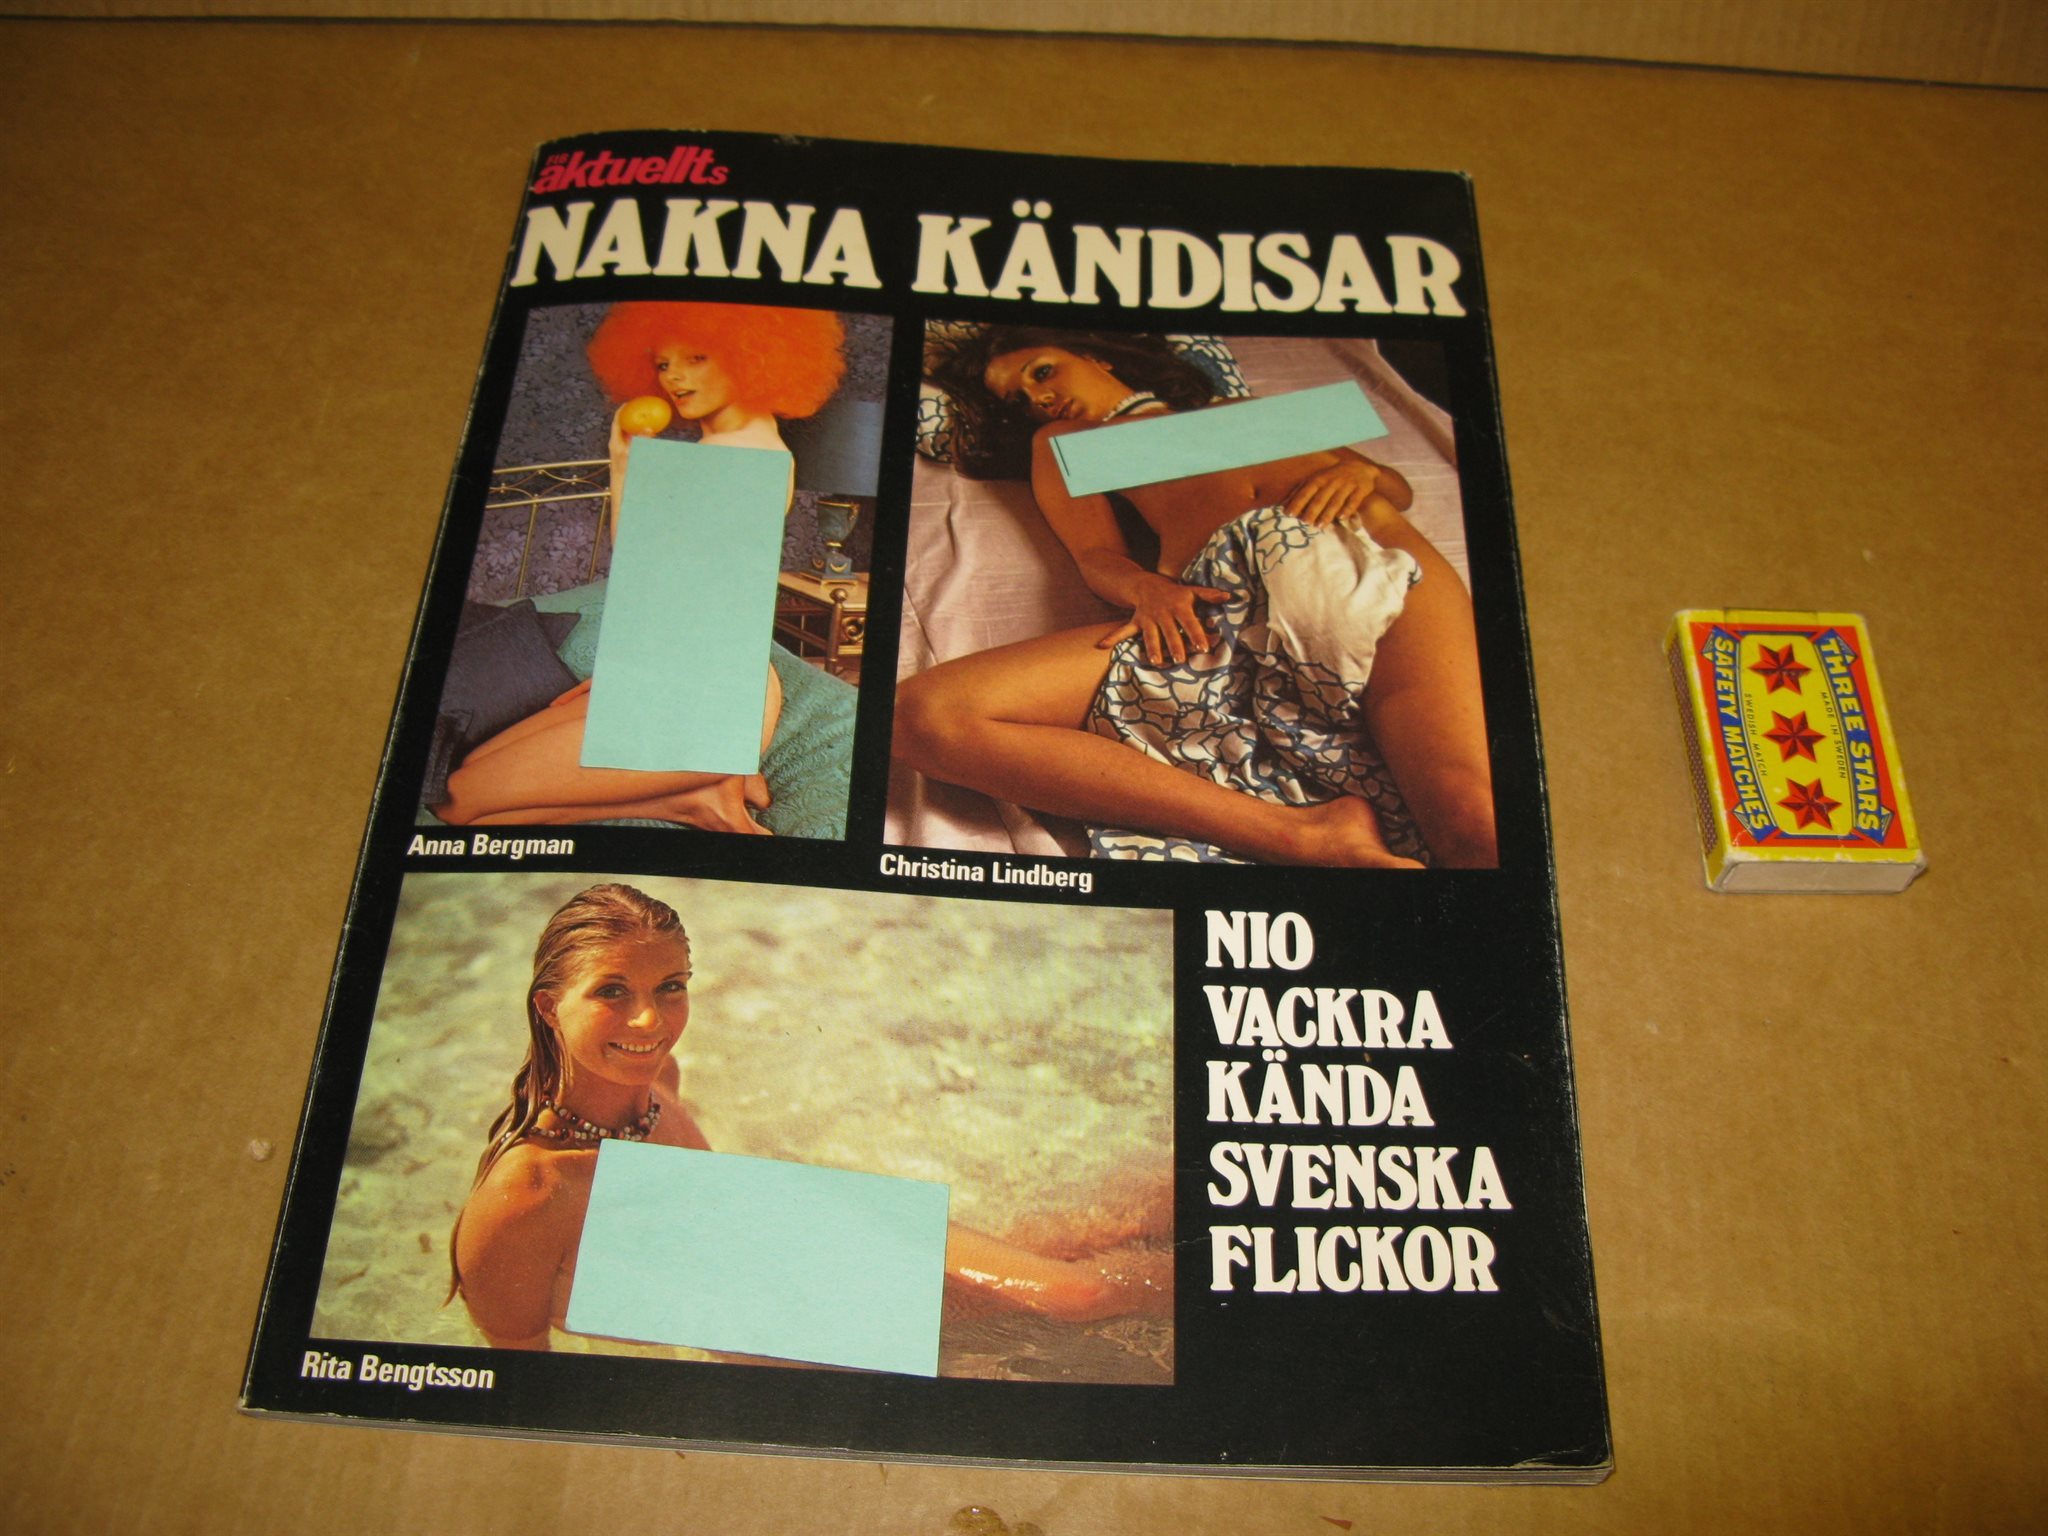 FIB
aktuellts
NAKNA KÄNDISAR
Anna Bergman
Christina Lindberg
NIO
VACKRA
KÄNDA
SVENSKA
FLICKOR
Rita Bengtsson
THREE STARS
MADE IN SWEDEN
SWEDISH MATCH
SAFETY MATCHES